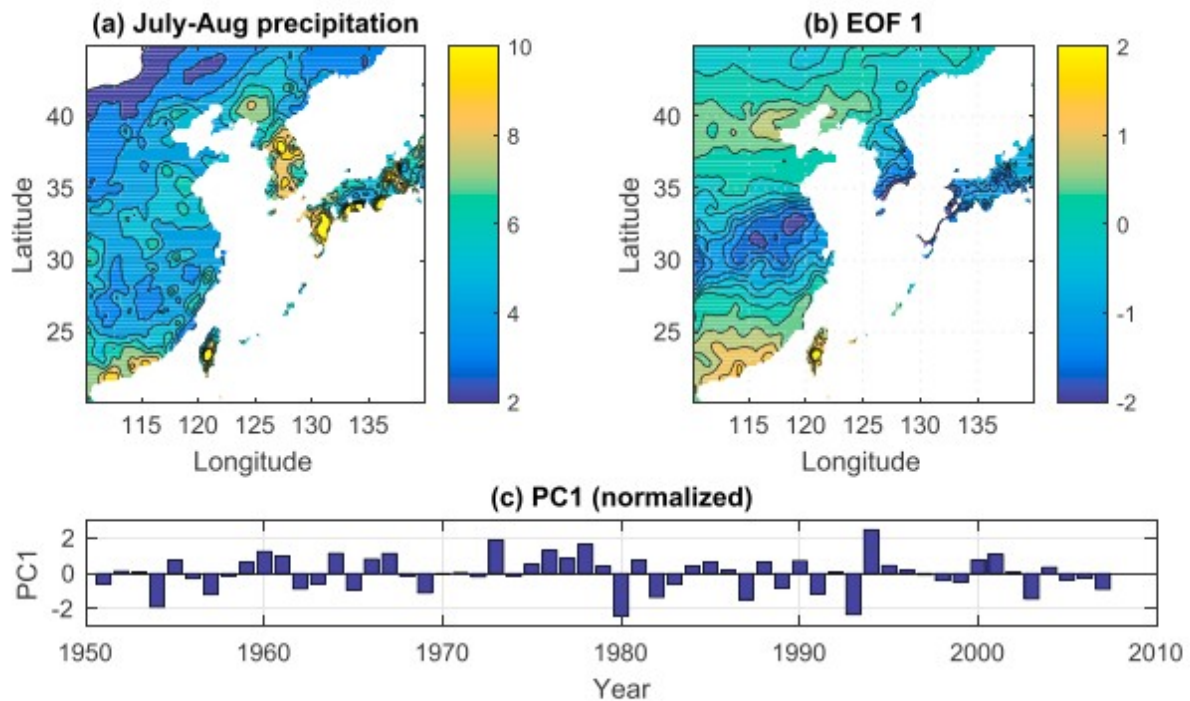 (a) July-Aug precipitation
Latitude
40
35
30
25
115 120 125 130 135
Longitude
10
8
6
4
2
(b) EOF 1
Latitude
40
35
30
25
115 120 125 130 135
Longitude
2
1
0
-1
-2
(c) PC1 (normalized)
PC1
2
0
-2
1950 1960 1970 1980 1990 2000 2010
Year